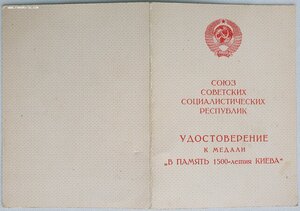 СОЮЗ
СОВЕТСКИХ
СОЦИАЛИСТИЧЕСКИХ
РЕСПУБЛИК
УДОСТОВЕРЕНИЕ
К МЕДАЛИ
„В ПАМЯТЬ 1500-летия КИЕВА"